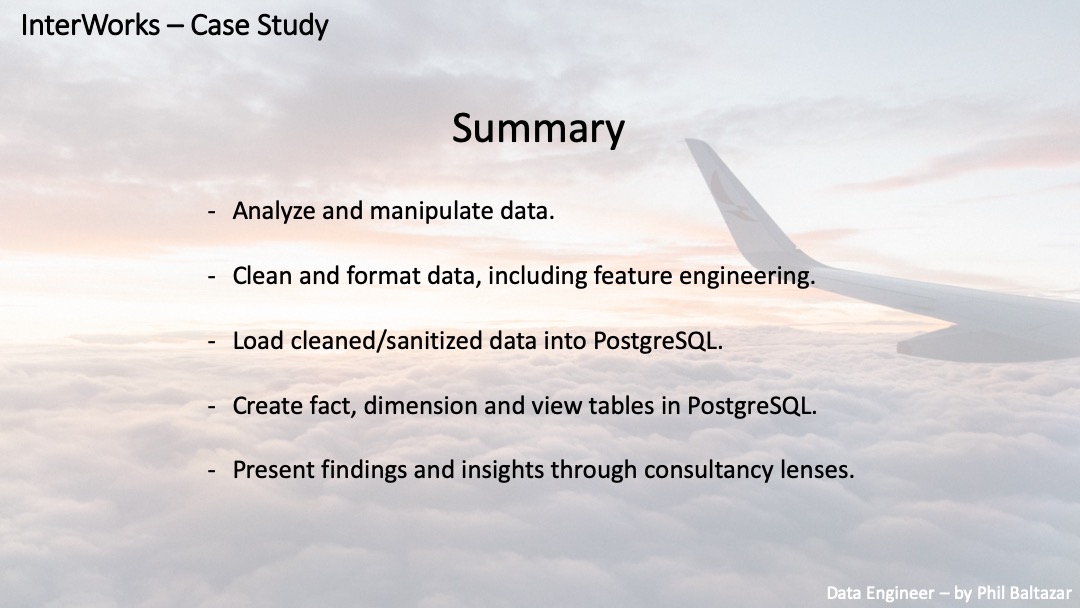 InterWorks – Case Study
Summary
- Analyze and manipulate data.
- Clean and format data, including feature engineering.
- Load cleaned/sanitized data into PostgreSQL.
- Create fact, dimension and view tables in PostgreSQL.
- Present findings and insights through consultancy lenses.
Data Engineer – by Phil Baltazar